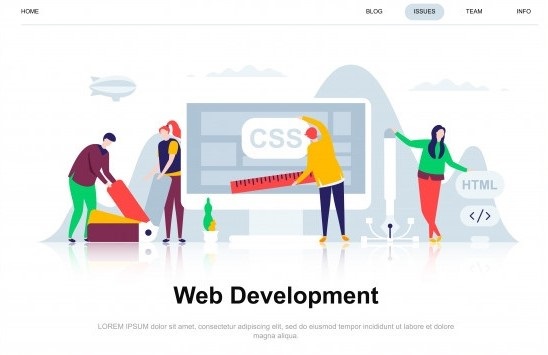 HOME
BLOG
ISSUES
TEAM
INFO
CSS
HTML
</>
Web Development
LOREM IPSUM dolor sit amet, consectetur adipiscing elit, sed do eiusmod tempor incididunt ut labore et dolore
magna aliqua.